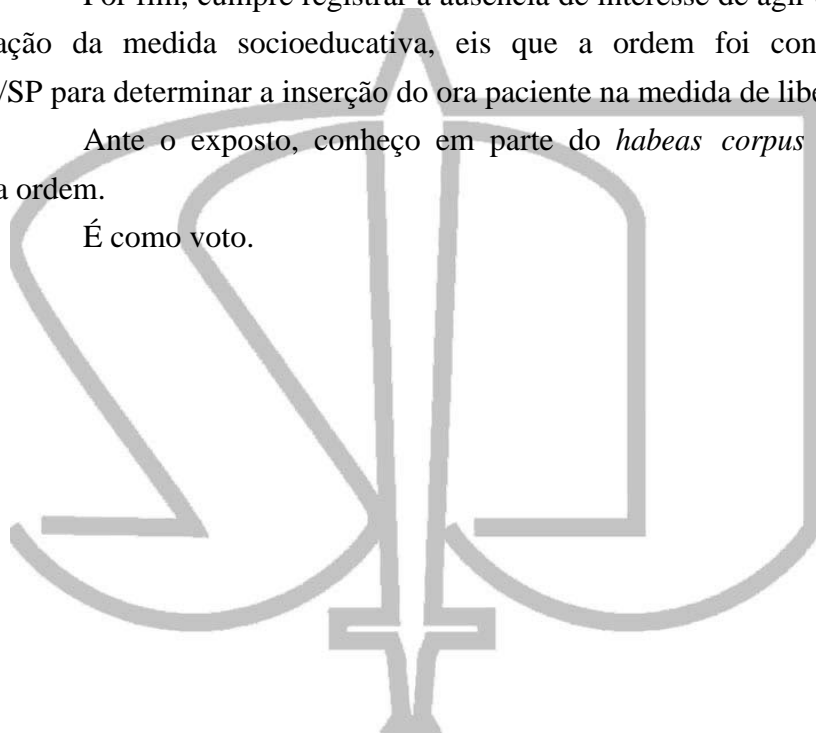 Por fim, cumpre registrar a ausência de interesse de agir
ação da medida socioeducativa, eis que a ordem foi con
/SP para determinar a inserção do ora paciente na medida de libe
Ante o exposto, conheço em parte do habeas corpus
a ordem.
É como voto.